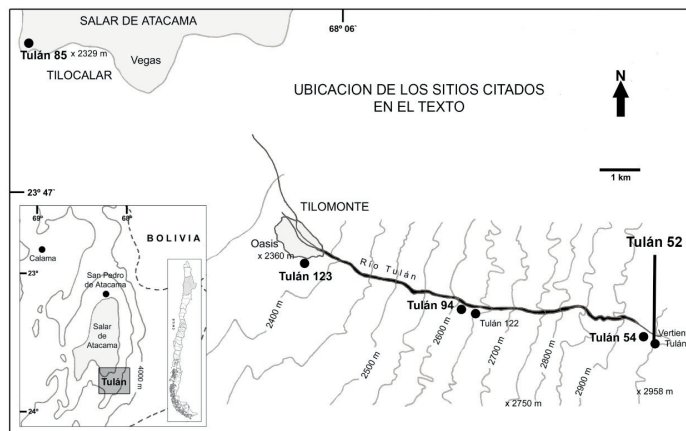 SALAR DE ATACAMA
68º 06`
Tulán 85 x 2329 m
Vegas
TILOCALAR
UBICACION DE LOS SITIOS CITADOS
EN EL TEXTO
N
1 km
23º 47`
TILOMONTE
Oasis
x 2360 m
Tulán 123
Río Tulán
Tulán 52
Tulán 94
Tulán 122
Tulán 54
Vertient
Tulán
2400 m
2500 m
2600 m
2700 m
2800 m
2900 m
x 2750 m
x 2958 m
69º
68º
BOLIVIA
Calama
23º
San Pedro
de Atacama
Salar
de
Atacama
4000 m
Tulán
24º